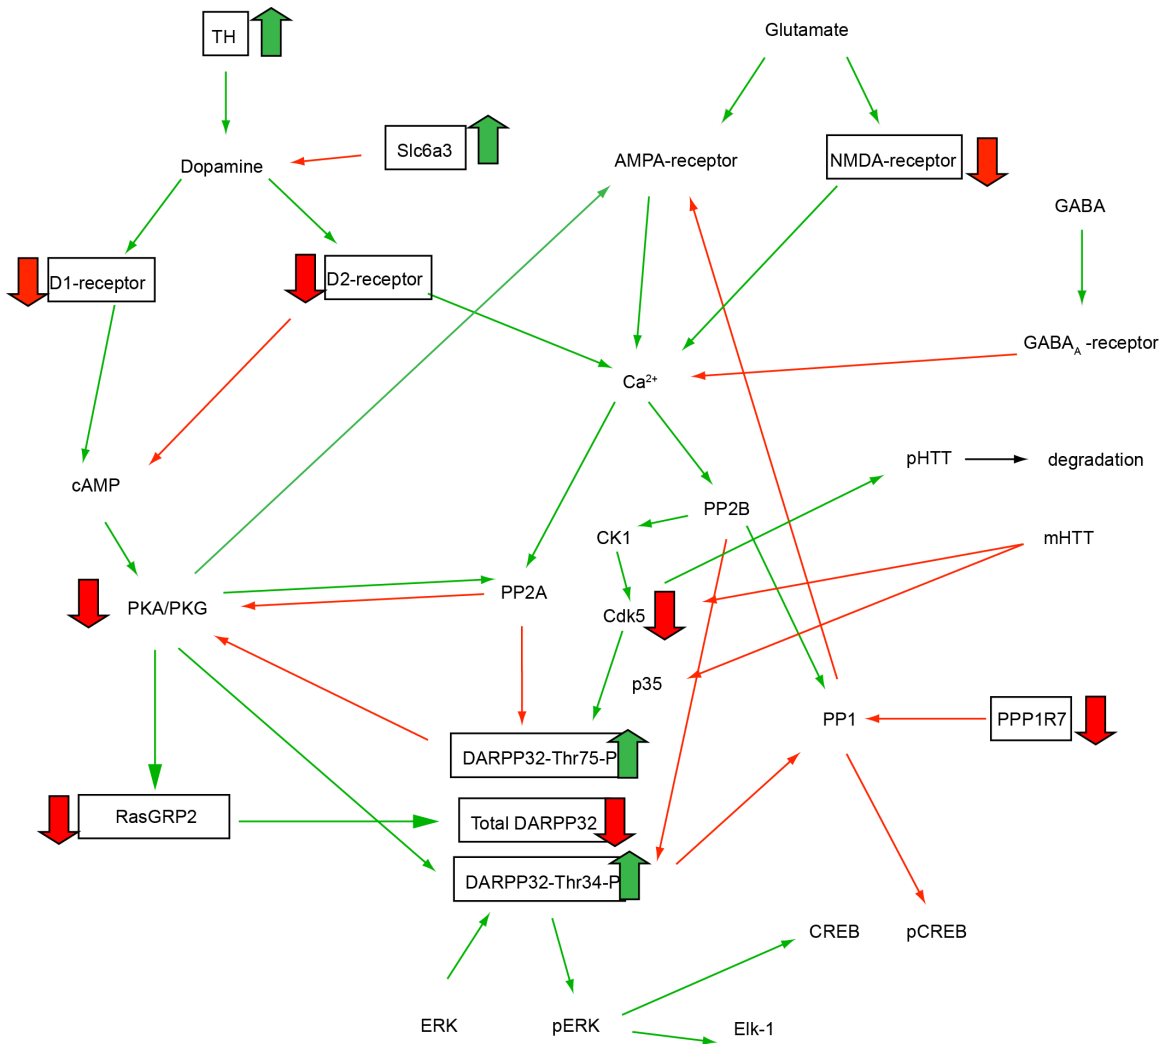 TH
Glutamate
Slc6a3
Dopamine
AMPA-receptor
NMDA-receptor
GABA
D1-receptor
D2-receptor
GABAA -receptor
Ca2+
cAMP
pHTT
degradation
PP2B
CK1
mHTT
PKA/PKG
PP2A
Cdk5
p35
PP1
PPP1R7
DARPP32-Thr75-P
RasGRP2
Total DARPP32
DARPP32-Thr34-P
CREB
pCREB
ERK
pERK
Elk-1